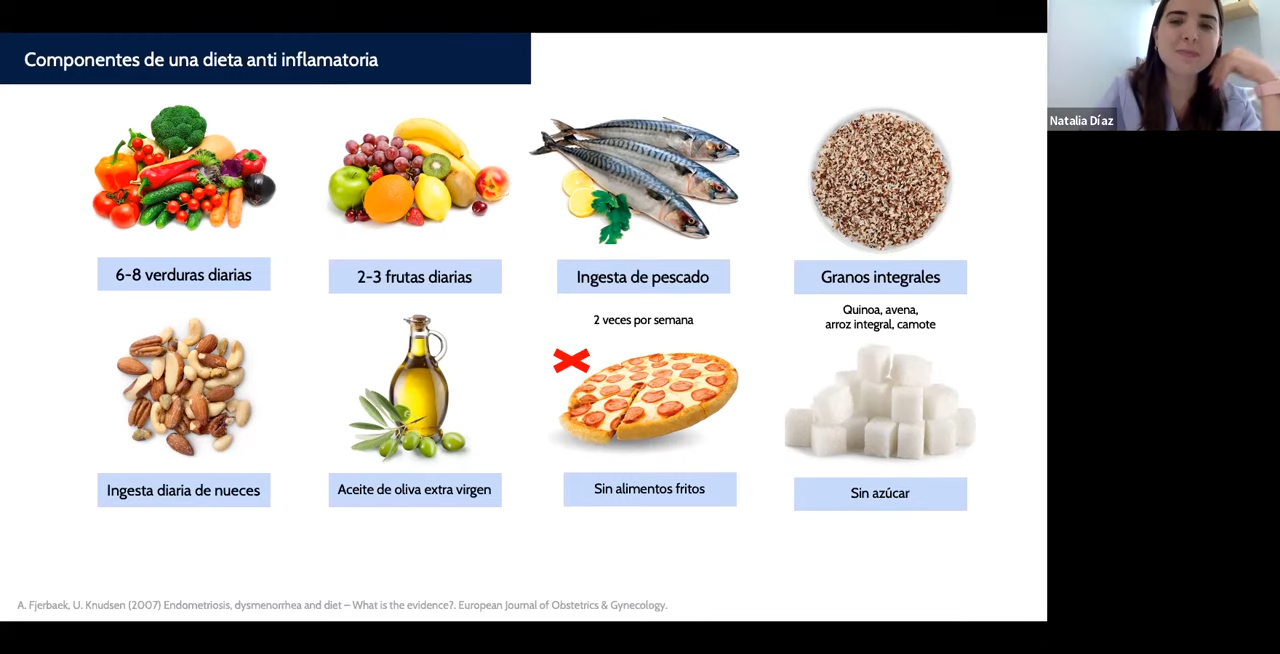 Componentes de una dieta anti inflamatoria
Natalia Díaz
6-8 verduras diarias
2-3 frutas diarias
Ingesta de pescado
Granos integrales
2 veces por semana
Quinoa, avena,
arroz integral, camote
Ingesta diaria de nueces
Aceite de oliva extra virgen
Sin alimentos fritos
Sin azúcar
A. Fjerbaek, U. Knudsen (2007) Endometriosis, dysmenorrhea and diet – What is the evidence?. European Journal of Obstetrics & Gynecology.